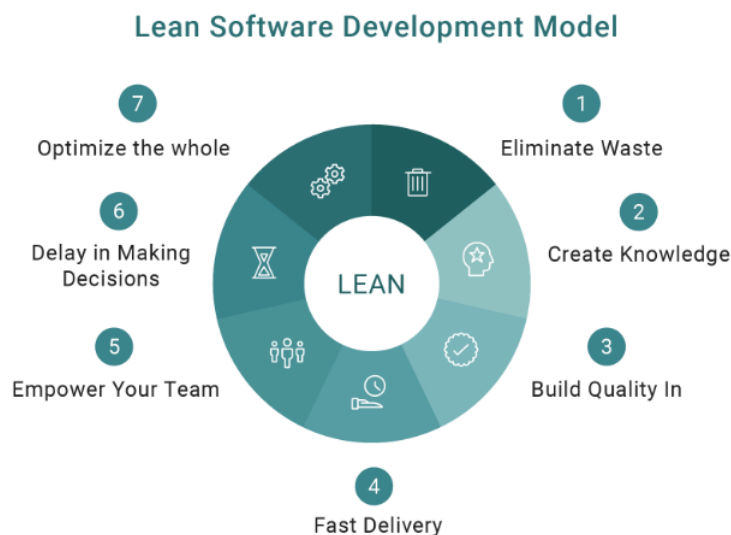 Lean Software Development Model
7
1
Optimize the whole
Eliminate Waste
6
2
Delay in Making
Decisions
Create Knowledge
LEAN
5
3
Empower Your Team
Build Quality In
4
Fast Delivery